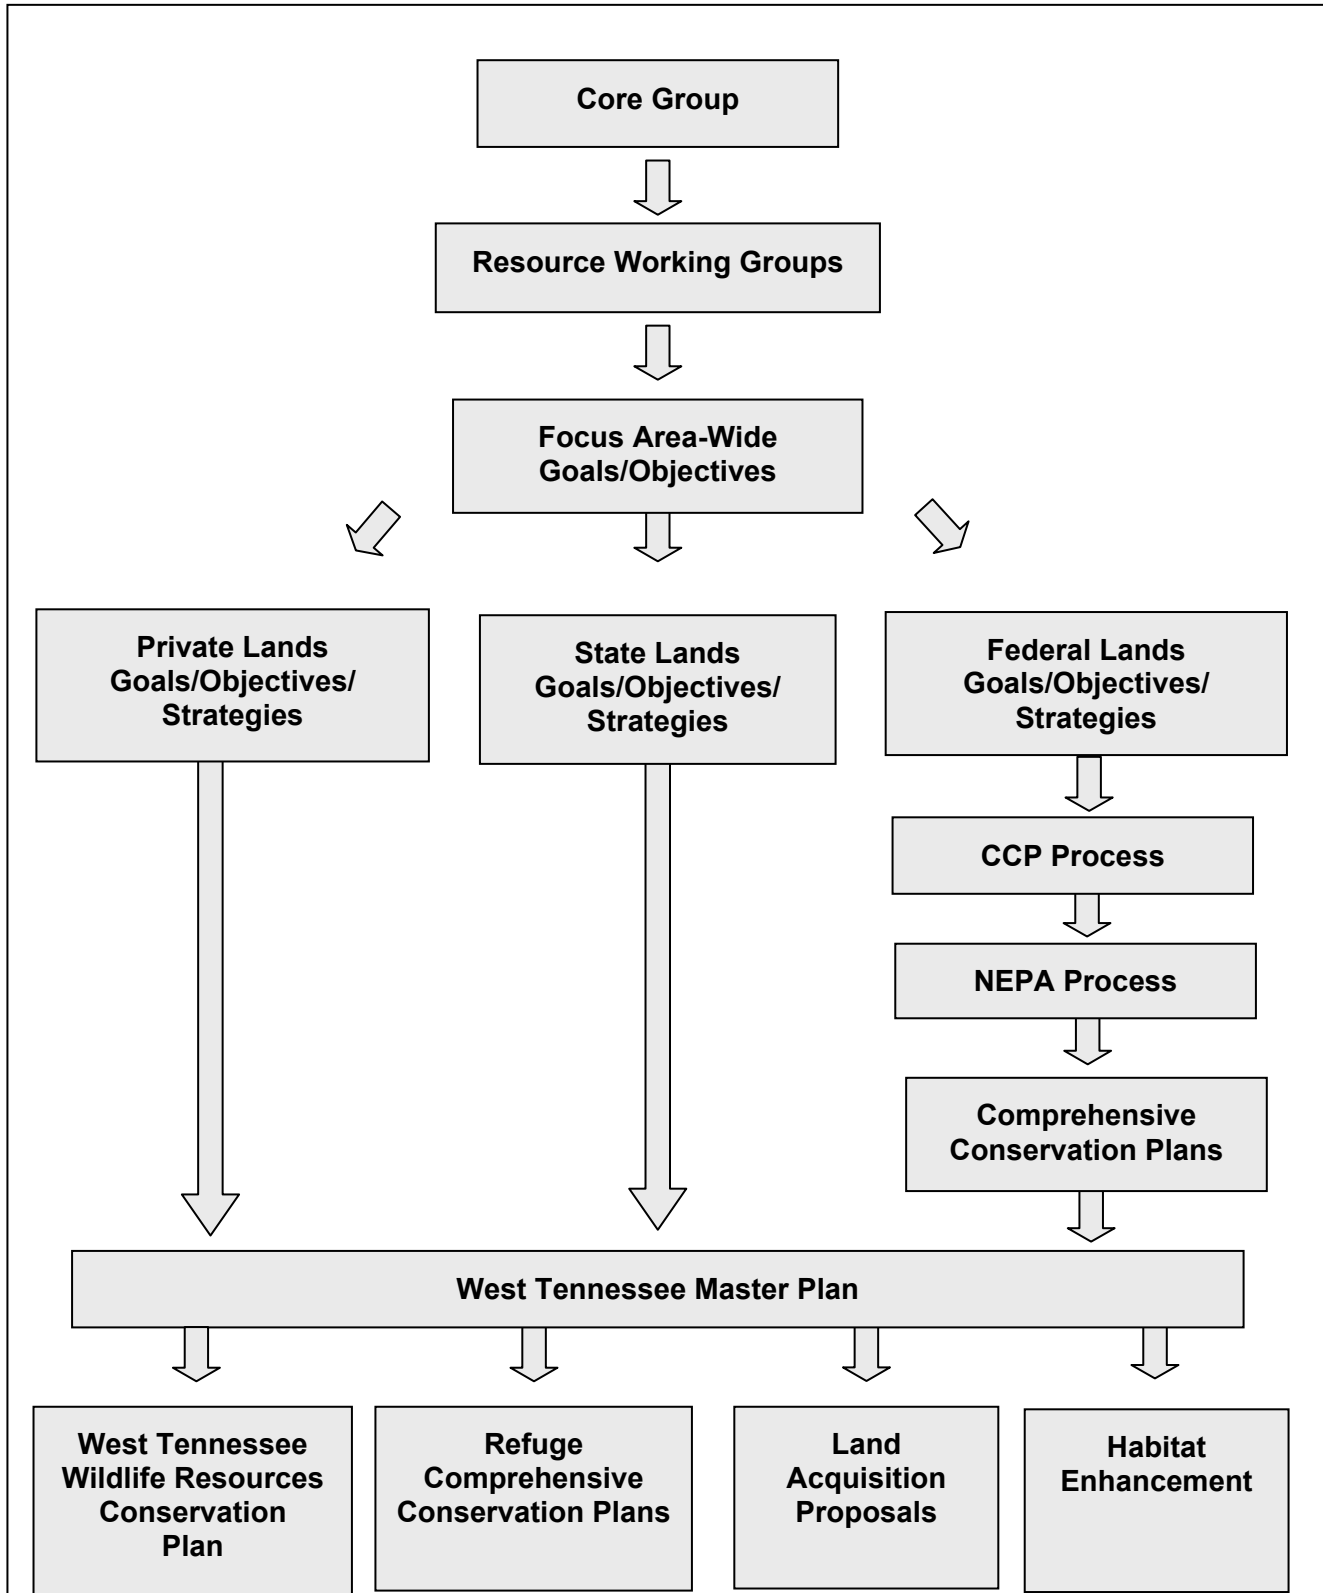 Core Group
Resource Working Groups
Focus Area-Wide
Goals/Objectives
Private Lands
Goals/Objectives/
Strategies
State Lands
Goals/Objectives/
Strategies
Federal Lands
Goals/Objectives/
Strategies
CCP Process
NEPA Process
Comprehensive
Conservation Plans
West Tennessee Master Plan
West Tennessee
Wildlife Resources
Conservation
Plan
Refuge
Comprehensive
Conservation Plans
Land
Acquisition
Proposals
Habitat
Enhancement